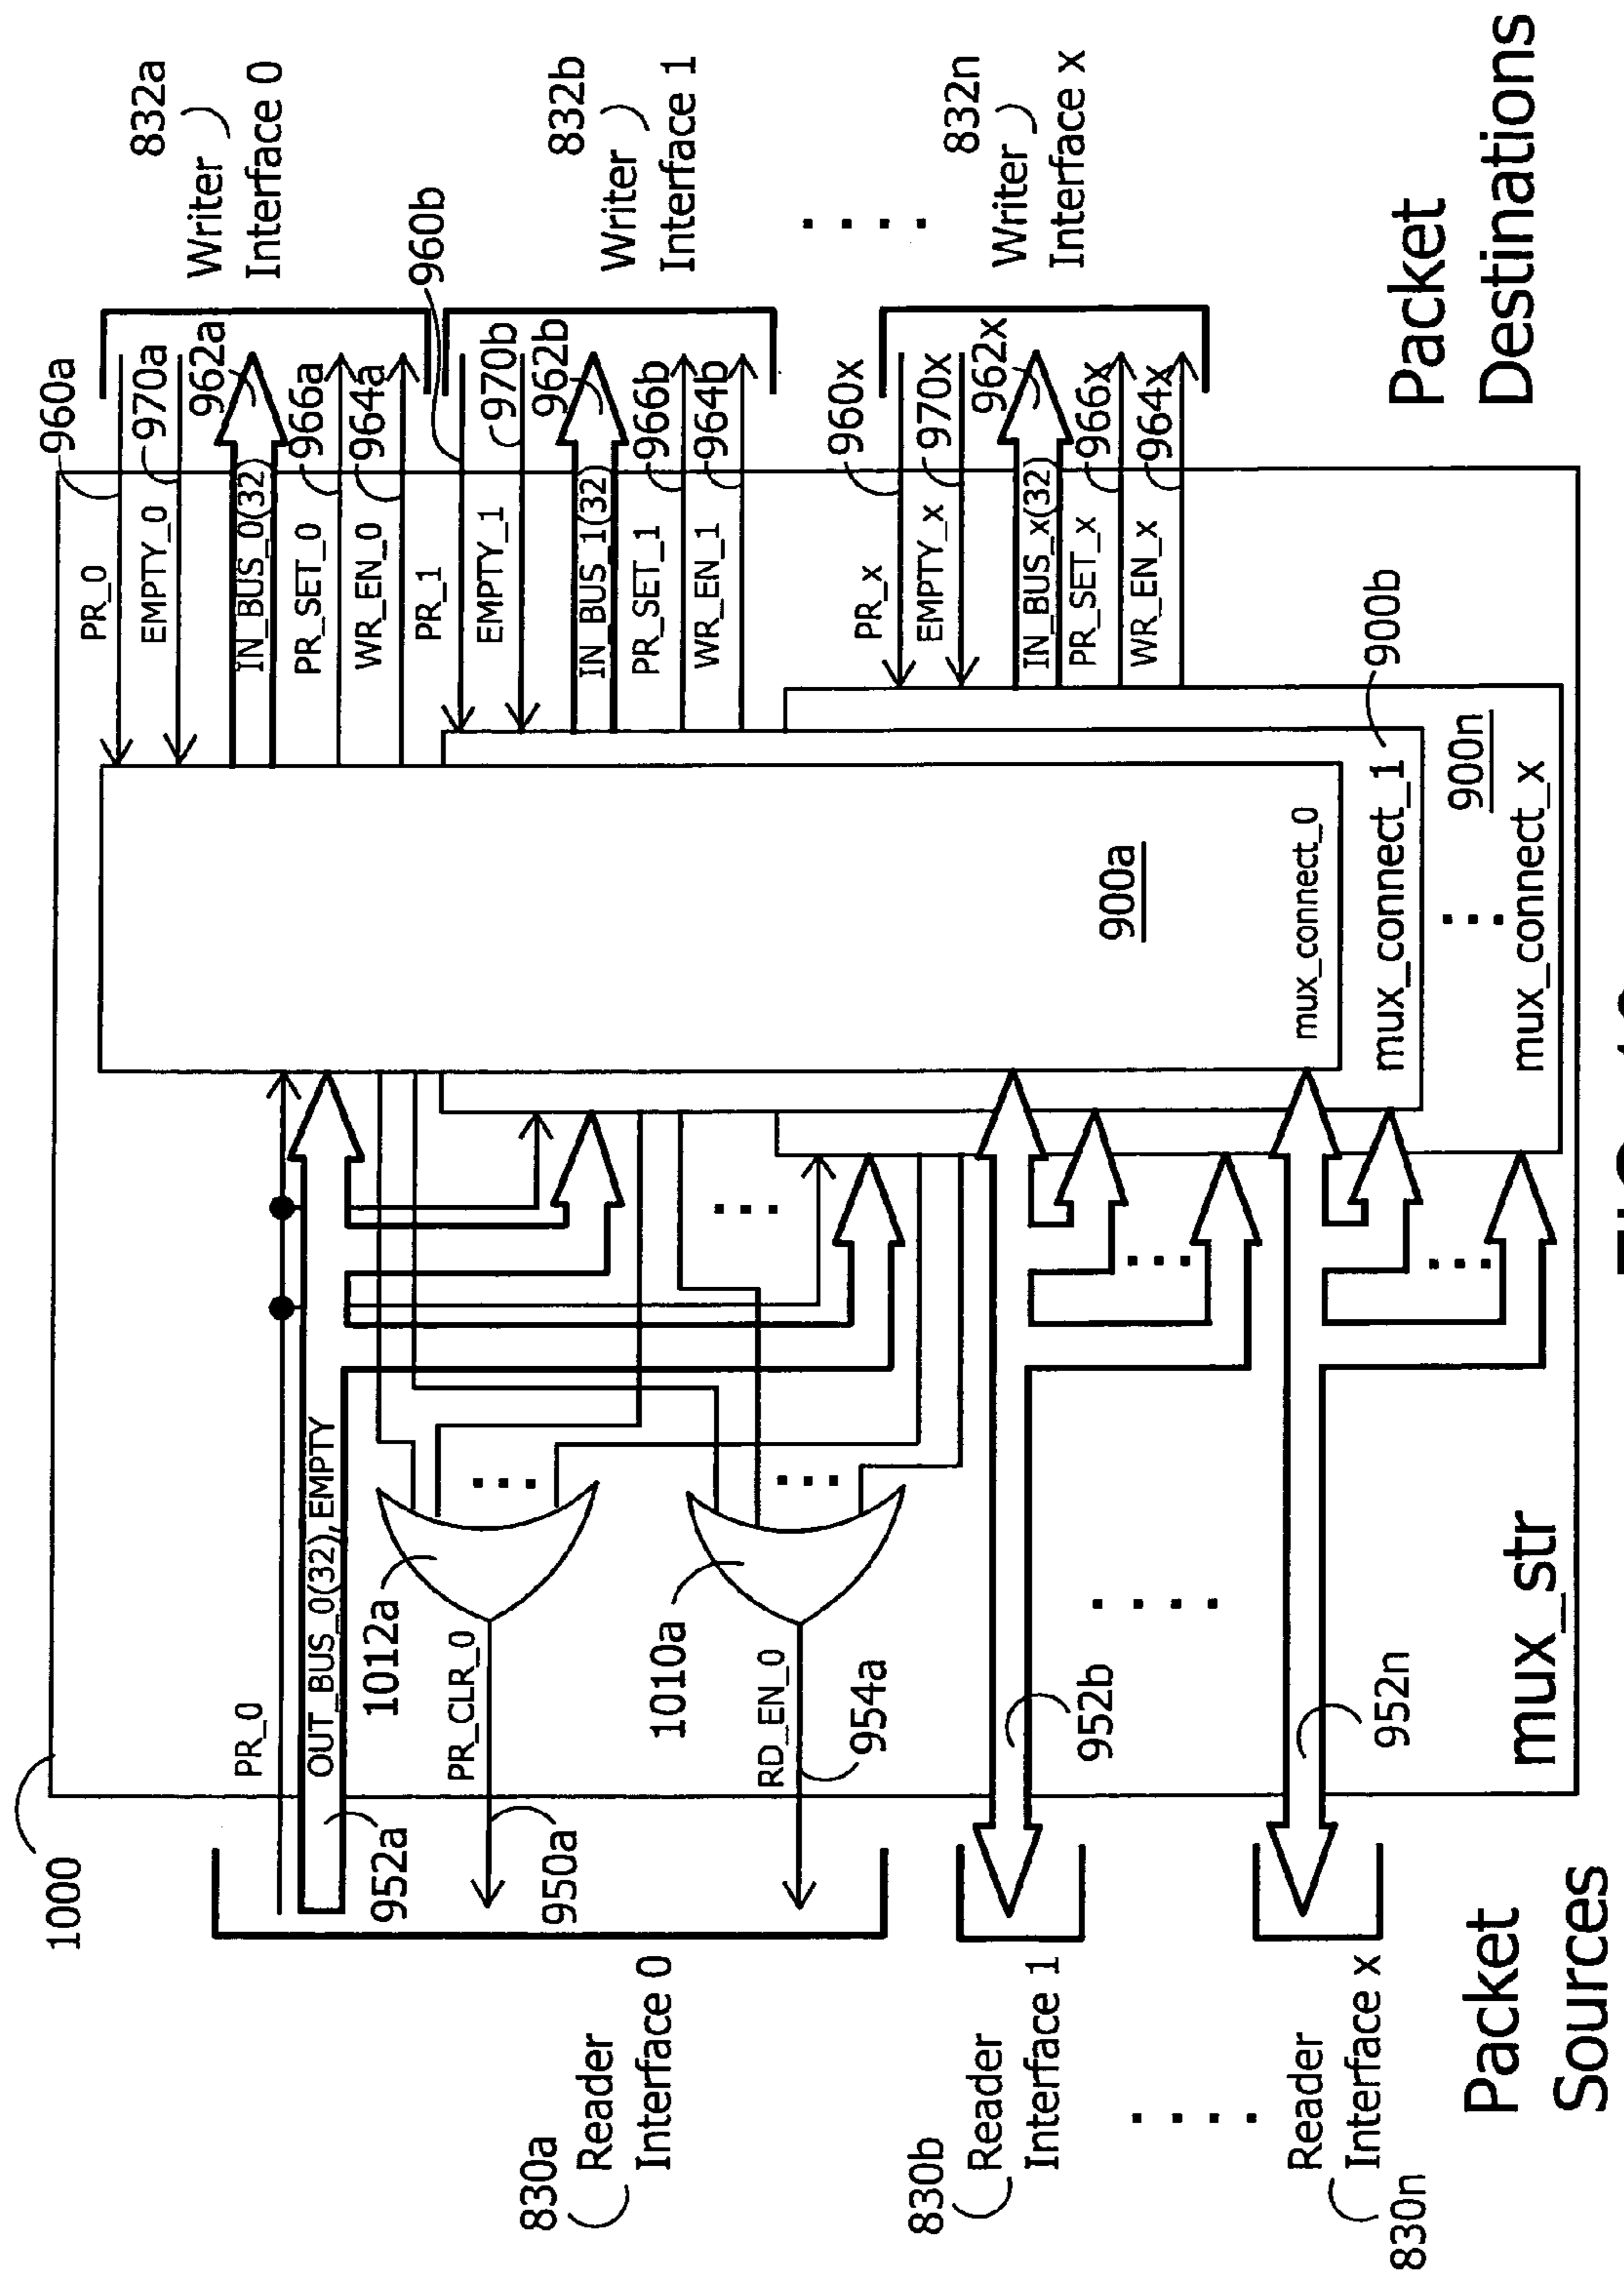 1000
PR_0
OUT_BUS_0(32), EMPTY
952a
1012a
PR_CLR_0
950a
1010a
RD_EN_0
954a
952b
952n
mux_str
830a
Reader
Interface 0
830b
Reader
Interface 1
....
Reader
Interface x
830n
Packet
Sources
...
...
...
...
...
....
900a
mux_connect_0
mux_connect_1
900b
900n
...
mux_connect_x
PR_0
960a
EMPTY_0
970a
IN_BUS_0(32)
962a
PR_SET_0
966a
WR_EN_0
964a
832a
Writer
Interface 0
PR_1
960b
EMPTY_1
970b
IN_BUS_1(32)
962b
PR_SET_1
966b
WR_EN_1
964b
832b
Writer
Interface 1
....
PR_x
960x
EMPTY_x
970x
IN_BUS_x(32)
962x
PR_SET_x
966x
WR_EN_x
964x
832n
Writer
Interface x
Packet
Destinations